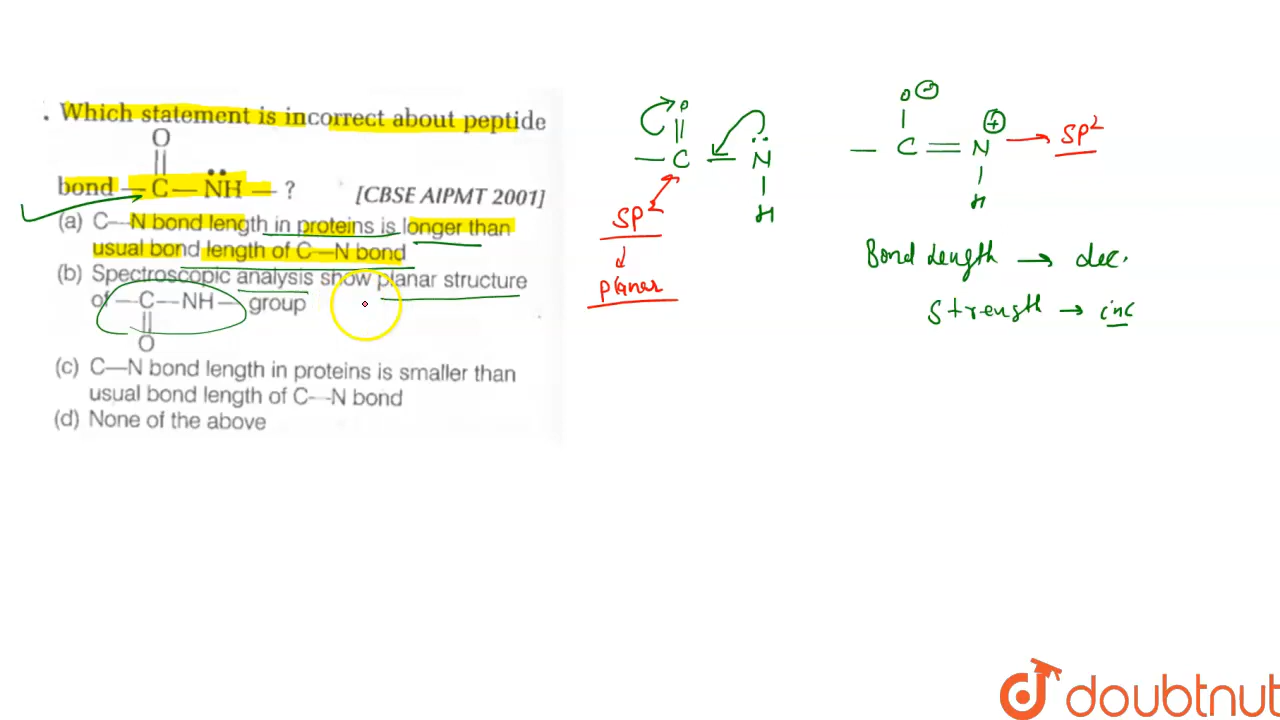 . Which statement is incorrect about peptide
O
bond — C — NH — ? [CBSE AIPMT 2001]
(a) C—N bond length in proteins is longer than
usual bond length of C—N bond
(b) Spectroscopic analysis show planar structure
of —C—NH— group
O
(c) C—N bond length in proteins is smaller than
usual bond length of C—N bond
(d) None of the above
O
— C — N
H
SP²
↓
Planar
O⊖
— C = N⊕ → SP²
H
Bond length → dec.
Strength → inc
doubtnut